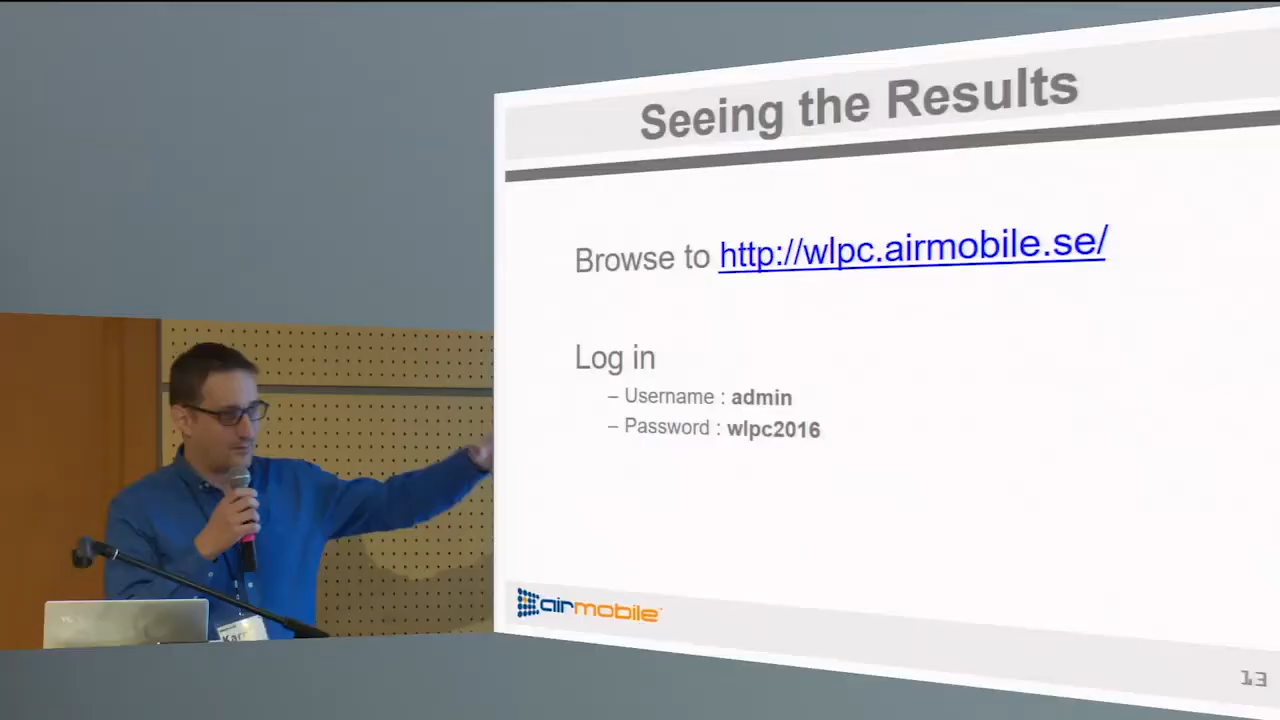 Seeing the Results
Browse to http://wlpc.airmobile.se/
Log in
– Username : admin
– Password : wlpc2016
airmobile
13